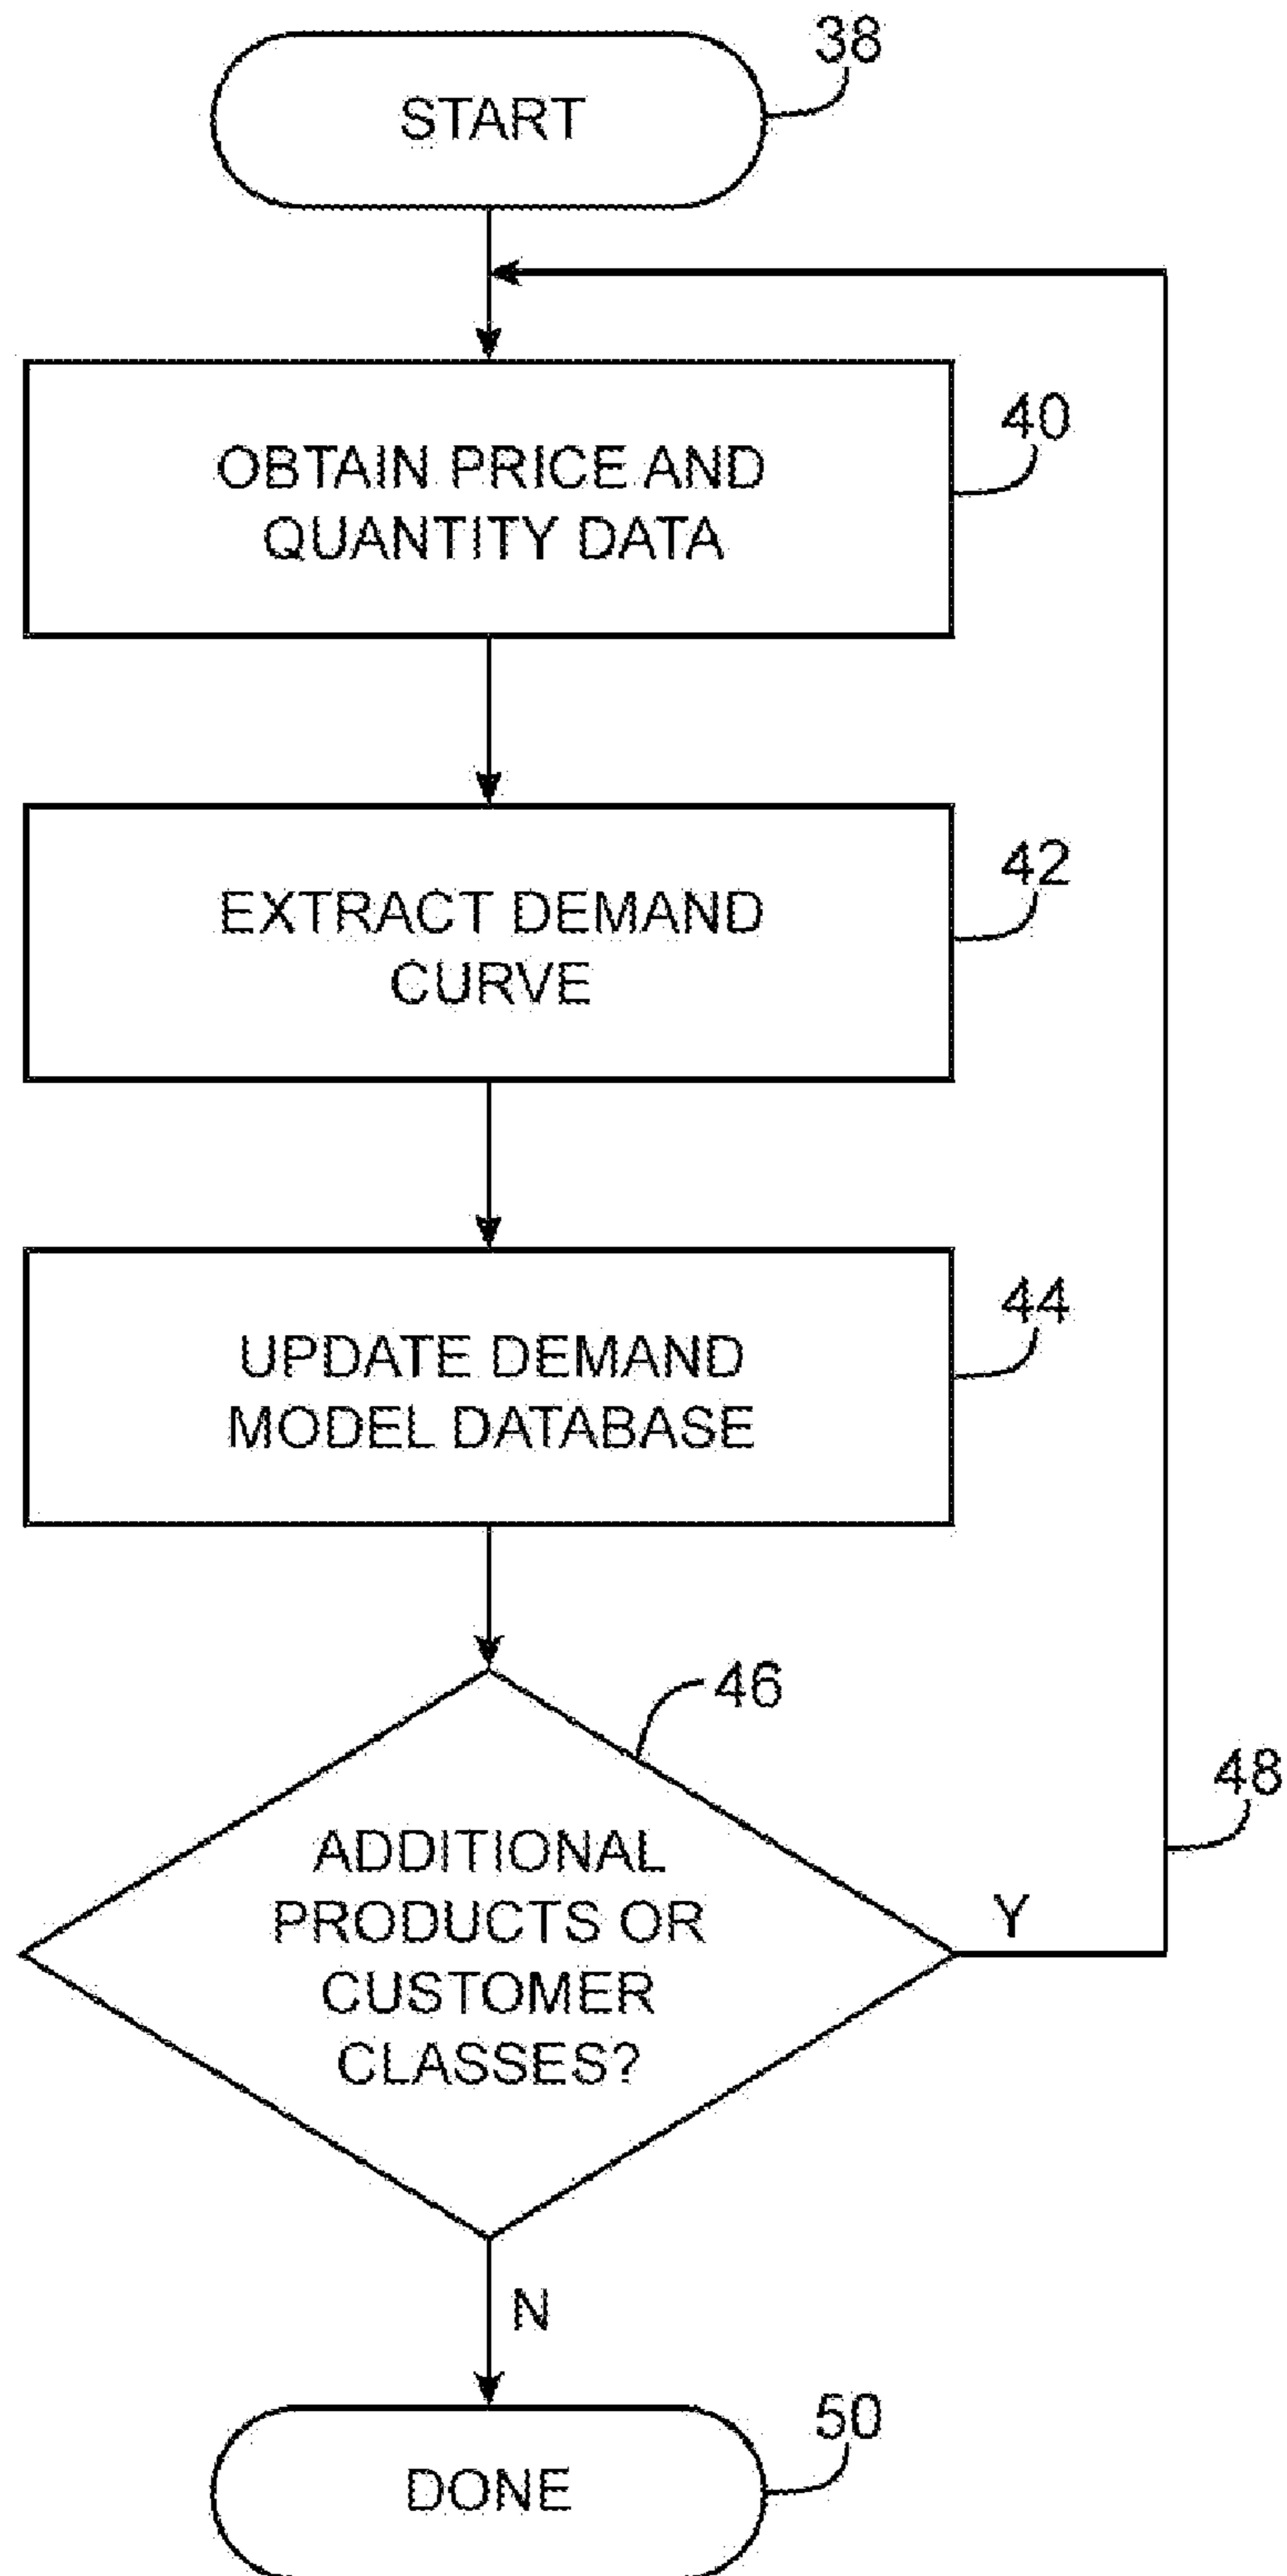 38
START
40
OBTAIN PRICE AND
QUANTITY DATA
42
EXTRACT DEMAND
CURVE
44
UPDATE DEMAND
MODEL DATABASE
46
ADDITIONAL
PRODUCTS OR
CUSTOMER
CLASSES?
48
Y
N
50
DONE